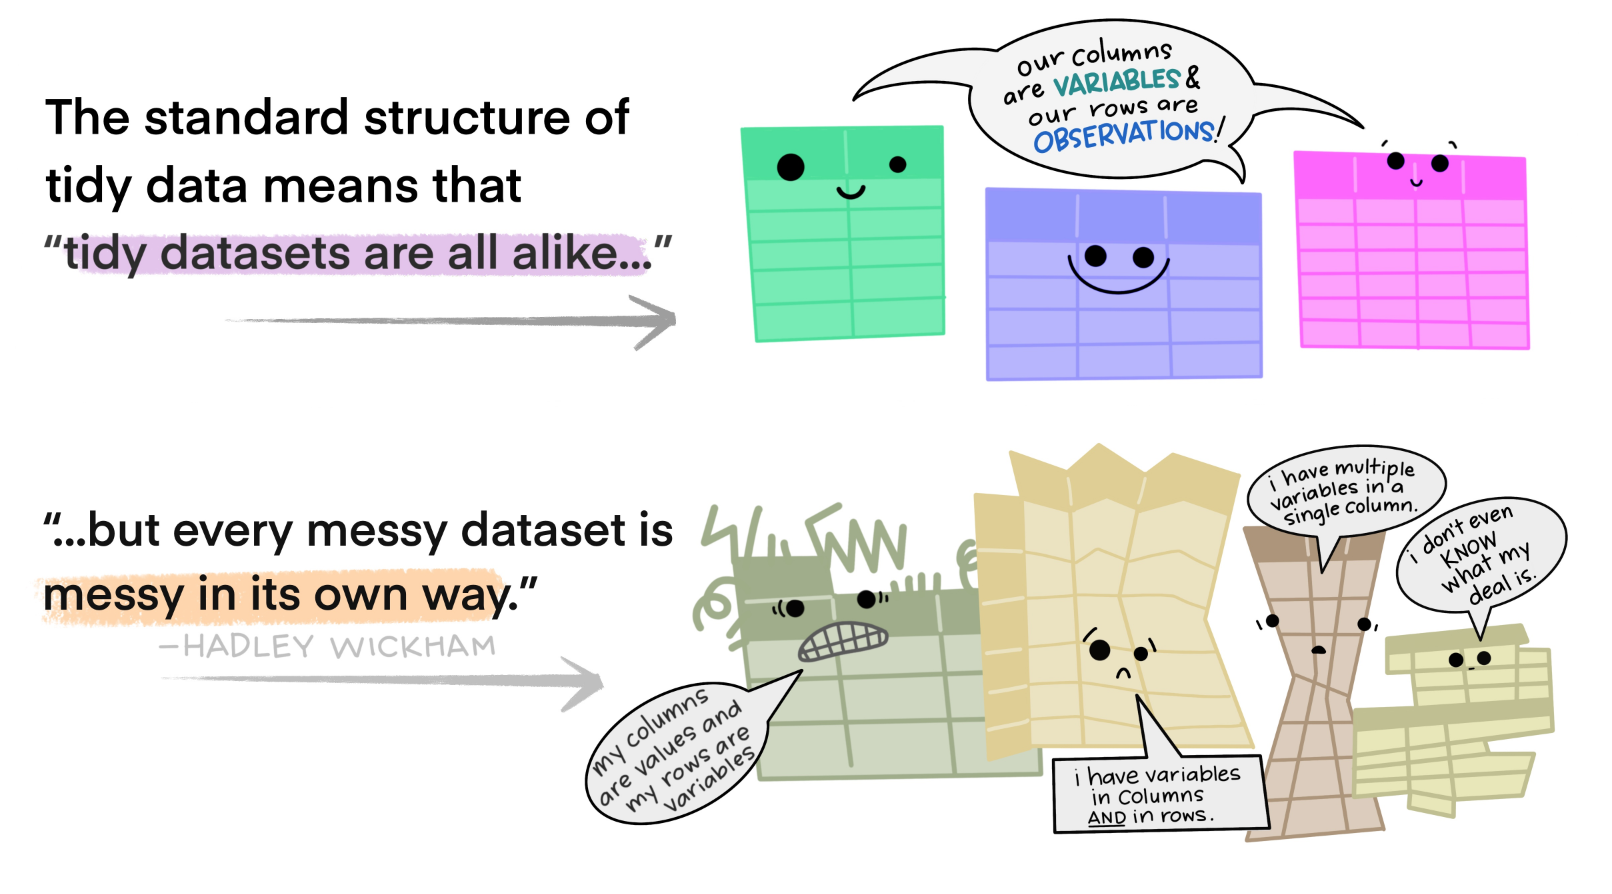 The standard structure of
tidy data means that
“tidy datasets are all alike...”
our columns
are VARIABLES &
our rows are
OBSERVATIONS!
“...but every messy dataset is
messy in its own way.”
–HADLEY WICKHAM
my columns
are values and
my rows are
variables
i have variables
in columns
AND in rows.
i have multiple
variables in a
single column.
i don't even
KNOW
what my
deal is.